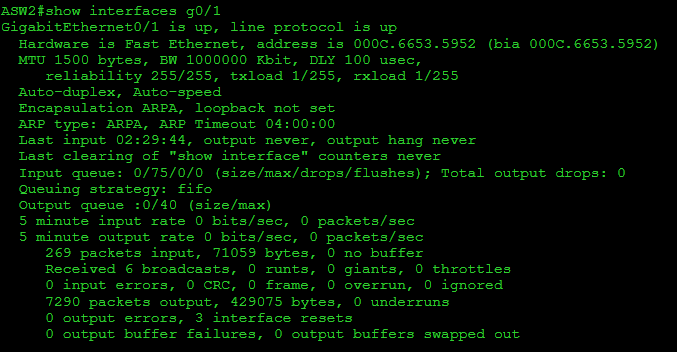 ASW2#show interfaces g0/1
GigabitEthernet0/1 is up, line protocol is up
Hardware is Fast Ethernet, address is 000C.6653.5952 (bia 000C.6653.5952)
MTU 1500 bytes, BW 1000000 Kbit, DLY 100 usec,
reliability 255/255, txload 1/255, rxload 1/255
Auto-duplex, Auto-speed
Encapsulation ARPA, loopback not set
ARP type: ARPA, ARP Timeout 04:00:00
Last input 02:29:44, output never, output hang never
Last clearing of "show interface" counters never
Input queue: 0/75/0/0 (size/max/drops/flushes); Total output drops: 0
Queuing strategy: fifo
Output queue :0/40 (size/max)
5 minute input rate 0 bits/sec, 0 packets/sec
5 minute output rate 0 bits/sec, 0 packets/sec
269 packets input, 71059 bytes, 0 no buffer
Received 6 broadcasts, 0 runts, 0 giants, 0 throttles
0 input errors, 0 CRC, 0 frame, 0 overrun, 0 ignored
7290 packets output, 429075 bytes, 0 underruns
0 output errors, 3 interface resets
0 output buffer failures, 0 output buffers swapped out